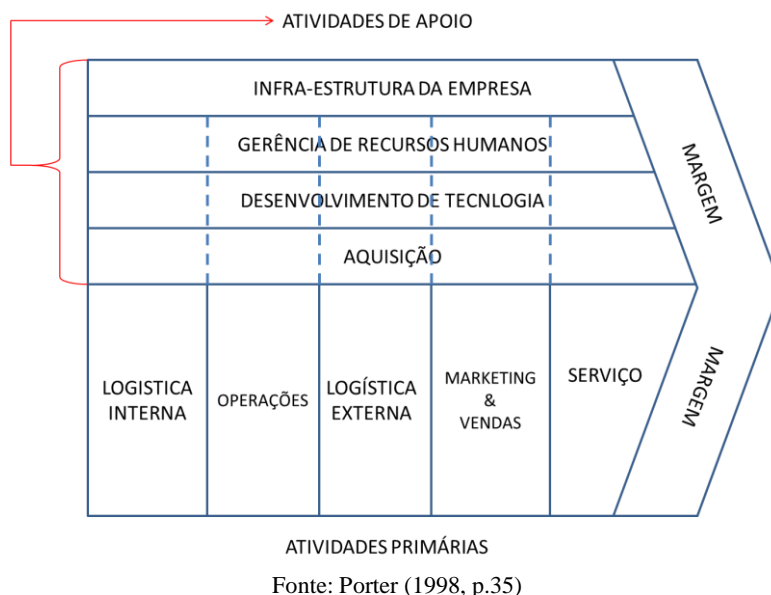 ATIVIDADES DE APOIO
INFRA-ESTRUTURA DA EMPRESA
GERÊNCIA DE RECURSOS HUMANOS
DESENVOLVIMENTO DE TECNLOGIA
AQUISIÇÃO
MARGEM
LOGISTICA
INTERNA
OPERAÇÕES
LOGÍSTICA
EXTERNA
MARKETING
&
VENDAS
SERVIÇO
MARGEM
ATIVIDADES PRIMÁRIAS
Fonte: Porter (1998, p.35)